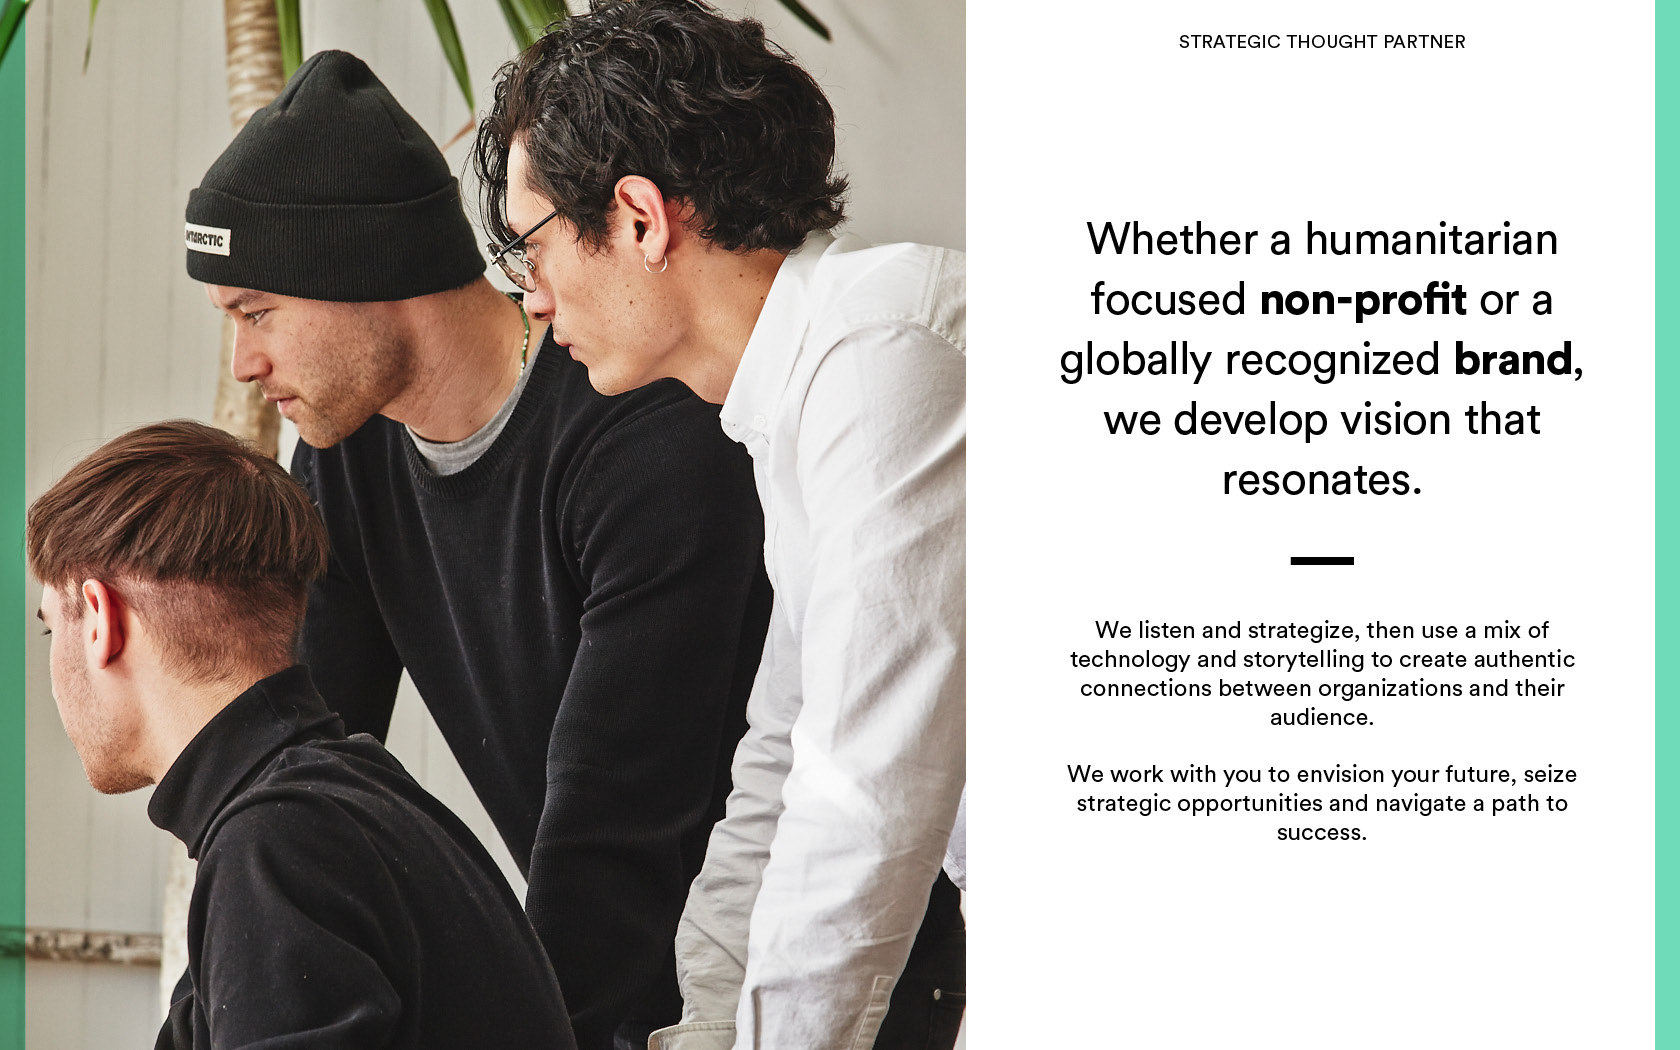 STRATEGIC THOUGHT PARTNER
Whether a humanitarian
focused non-profit or a
globally recognized brand,
we develop vision that
resonates.
We listen and strategize, then use a mix of
technology and storytelling to create authentic
connections between organizations and their
audience.
We work with you to envision your future, seize
strategic opportunities and navigate a path to
success.